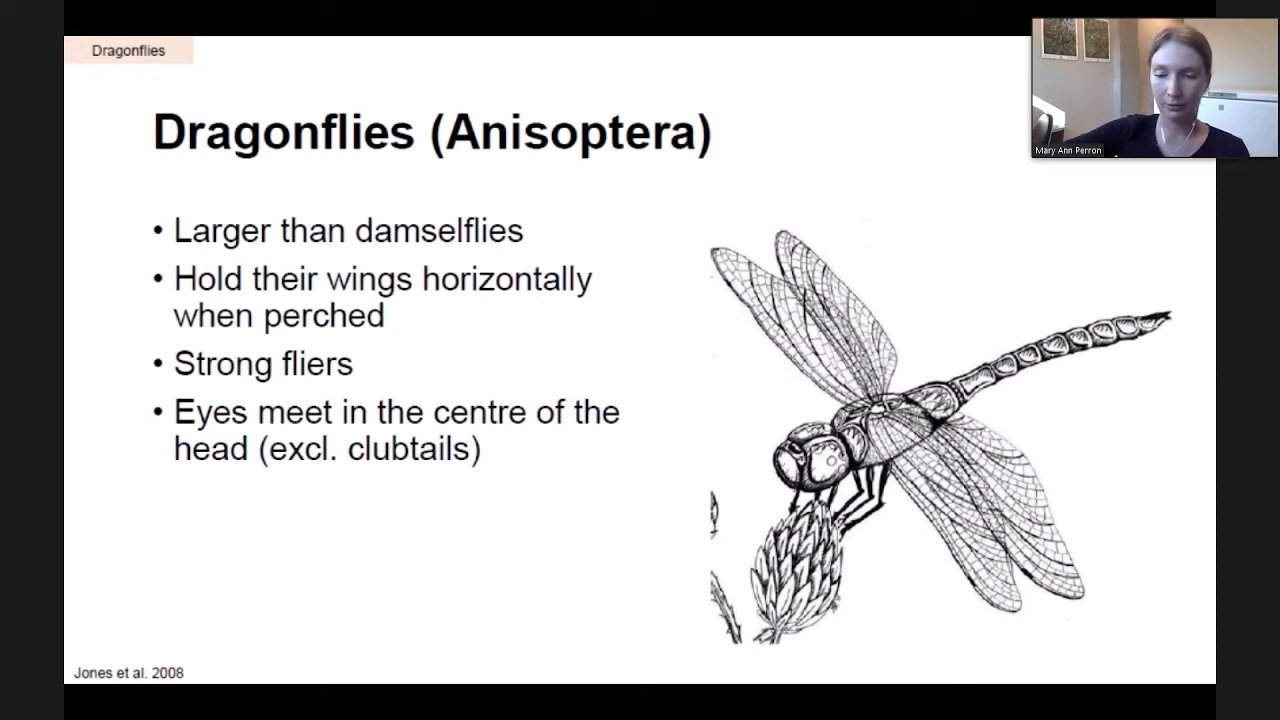 Dragonflies
Dragonflies (Anisoptera)
• Larger than damselflies
• Hold their wings horizontally
when perched
• Strong fliers
• Eyes meet in the centre of the
head (excl. clubtails)
Jones et al. 2008
Mary Ann Perron